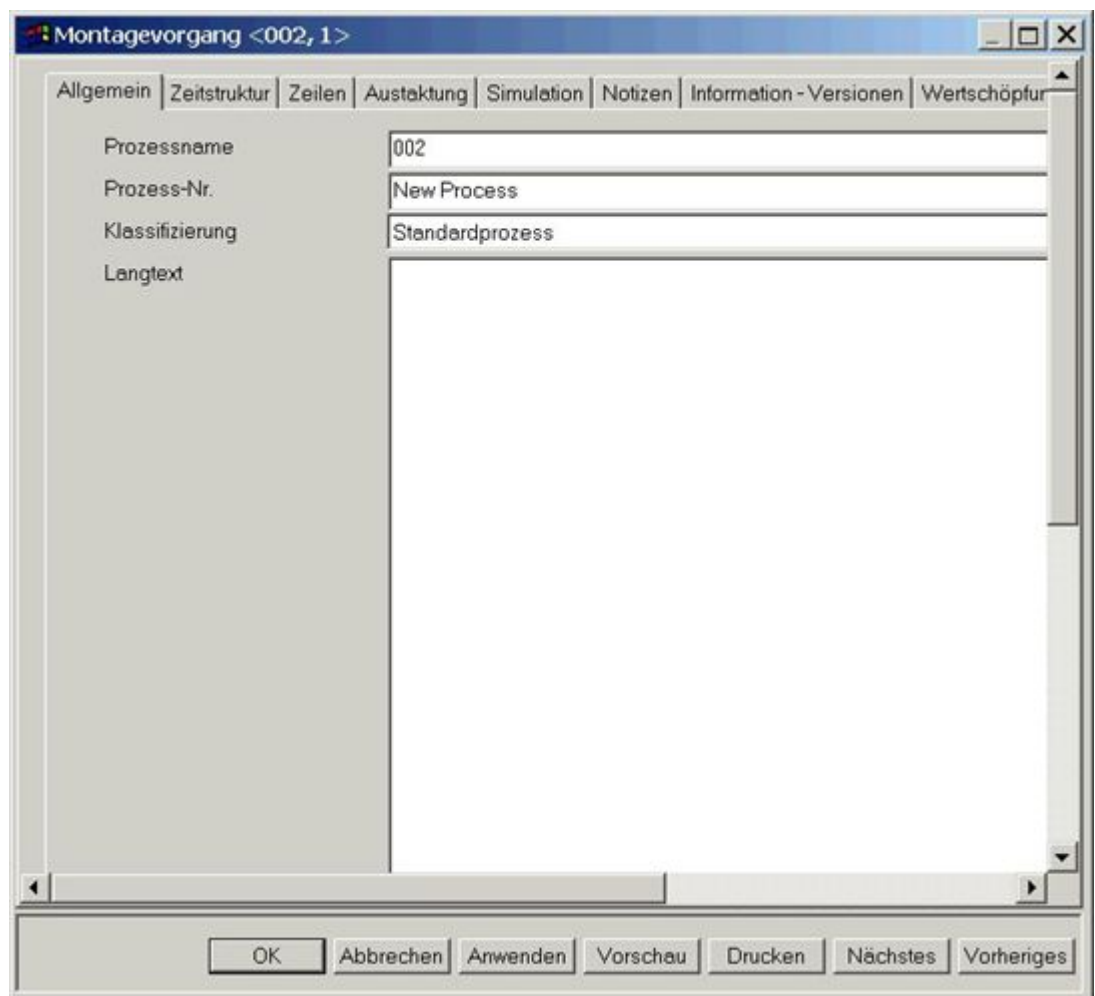 Montagevorgang <002, 1>
Allgemein Zeitstruktur Zeilen Austaktung Simulation Notizen Information - Versionen Wertschöpfun
Prozessname 002
Prozess-Nr. New Process
Klassifizierung Standardprozess
Langtext
OK Abbrechen Anwenden Vorschau Drucken Nächstes Vorheriges